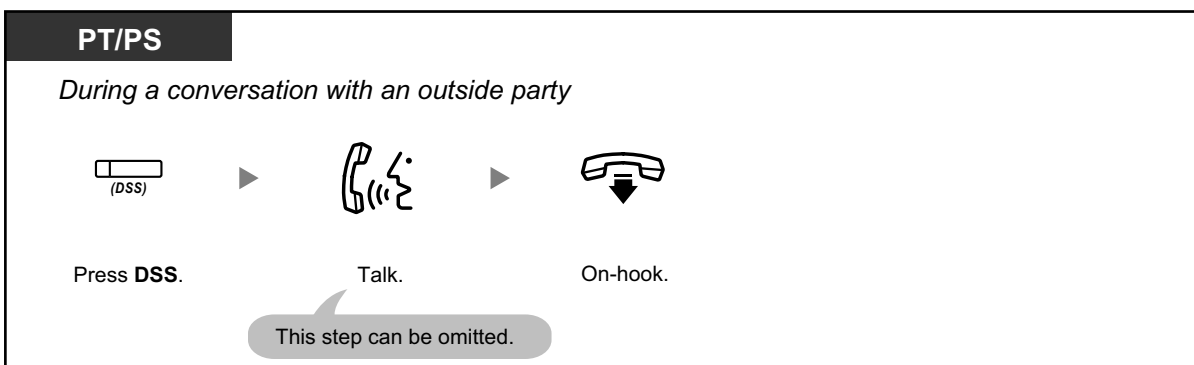 PT/PS
During a conversation with an outside party
(DSS)
Press DSS.
Talk.
On-hook.
This step can be omitted.